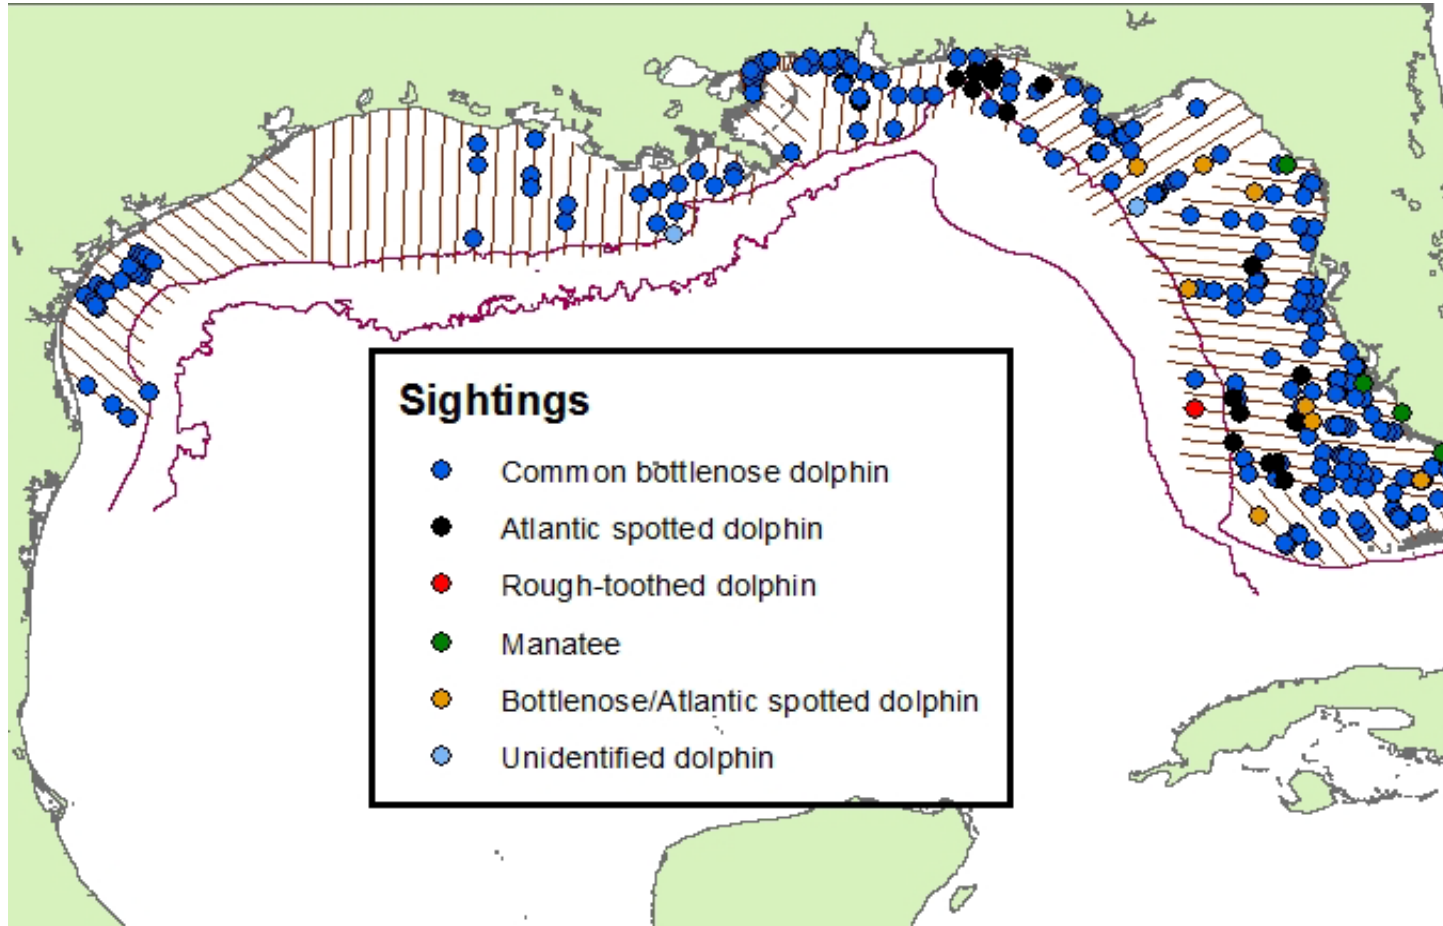 Sightings
Common bottlenose dolphin
Atlantic spotted dolphin
Rough-toothed dolphin
Manatee
Bottlenose/Atlantic spotted dolphin
Unidentified dolphin